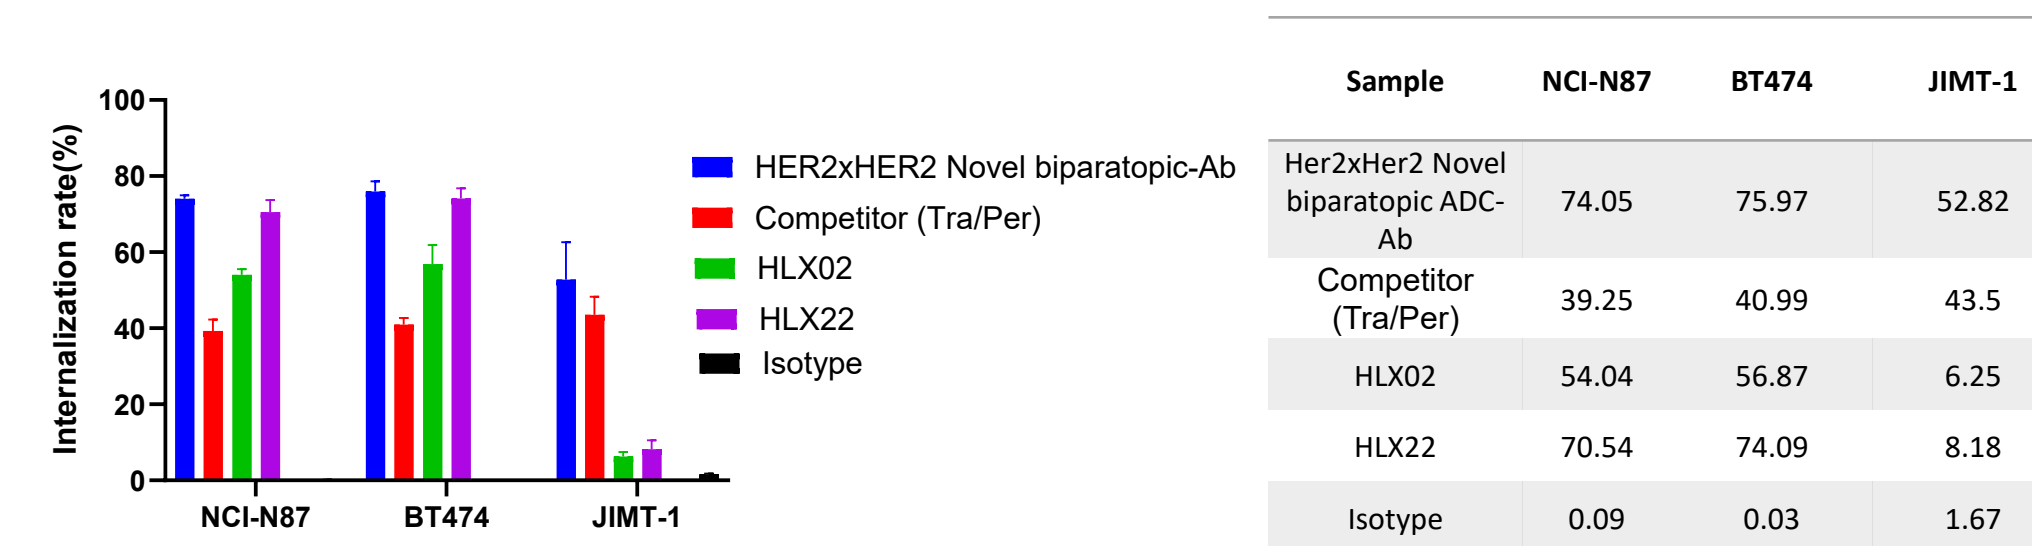 Internalization rate(%)
100
80
60
40
20
0
NCI-N87 BT474 JIMT-1
HER2xHER2 Novel biparatopic-Ab
Competitor (Tra/Per)
HLX02
HLX22
Isotype
Sample NCI-N87 BT474 JIMT-1
Her2xHer2 Novel
biparatopic ADC-
Ab
74.05 75.97 52.82
Competitor
(Tra/Per)
39.25 40.99 43.5
HLX02 54.04 56.87 6.25
HLX22 70.54 74.09 8.18
Isotype 0.09 0.03 1.67